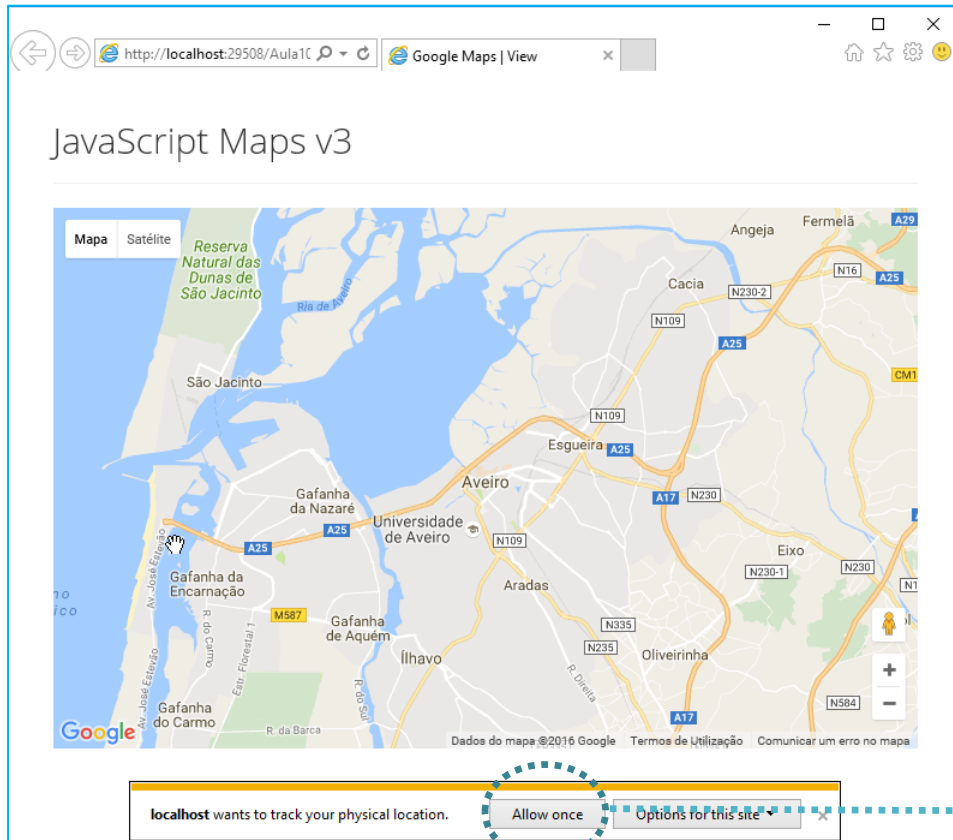 http://localhost:29508/Aula10
Google Maps | View
JavaScript Maps v3
Mapa
Satélite
Reserva
Natural das
Dunas de
São Jacinto
Ria de Aveiro
Angeja
Fermelã
A29
N16
A25
Cacia
N230-2
N109
A25
São Jacinto
CM1
N109
Esgueira
A25
Aveiro
A17
N230
Gafanha
da Nazaré
A25
Universidade
de Aveiro
N109
A25
Eixo
N230-1
N230
N1
Av. José Estevão
Gafanha da
Encarnação
Aradas
no
ico
M587
R. do Carmo
Estr. Florestal 1
Gafanha
de Aquém
N335
N235
Oliveirinha
Ílhavo
R. Direita
Av. José Estevão
Gafanha
do Carmo
R. do Sul
N584
A17
R. da Barca
Google
Dados do mapa ©2016 Google
Termos de Utilização
Comunicar um erro no mapa
localhost wants to track your physical location.
Allow once
Options for this site